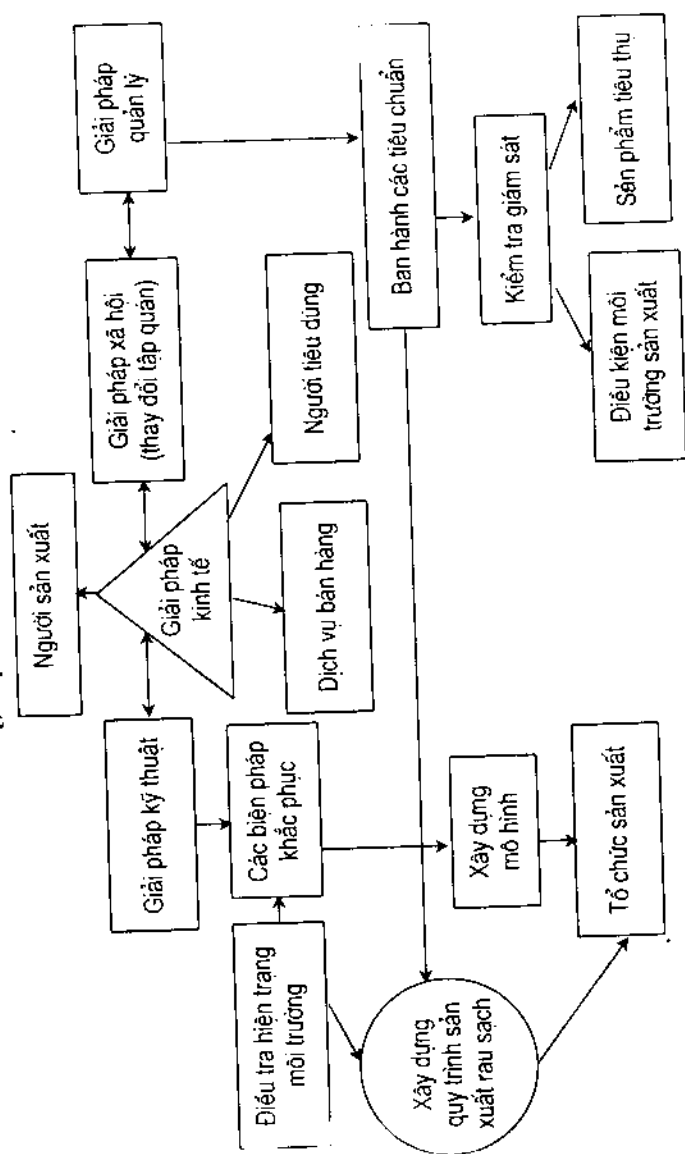 Người sản xuất
Giải pháp kỹ thuật
Giải pháp
kinh tế
Giải pháp xã hội
(thay đổi tập quán)
Giải pháp
quản lý
Điều tra hiện trạng
môi trường
Các biện pháp
khắc phục
Dịch vụ bán hàng
Người tiêu dùng
Ban hành các tiêu chuẩn
Xây dựng
quy trình sản
xuất rau sạch
Xây dựng
mô hình
Kiểm tra giám sát
Tổ chức sản xuất
Điều kiện môi
trường sản xuất
Sản phẩm tiêu thụ